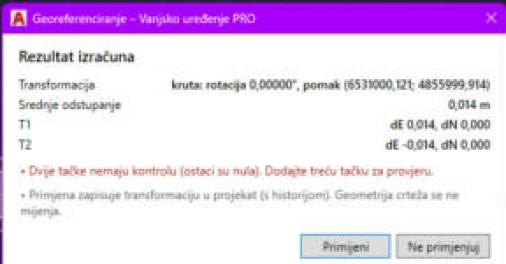 Georeferenciranje – Vanjsko uređenje PRO
Rezultat izračuna
Transformacija kruta: rotacija 0,00000", pomak (6531000,121; 4855999,914)
Srednje odstupanje 0,014 m
T1 dE 0,014, dN 0,000
T2 dE -0,014, dN 0,000
• Dvije tačke nemaju kontrolu (ostaci su nula). Dodajte treću tačku za provjeru.
• Primjena zapisuje transformaciju u projekat (s historijom). Geometrija crteža se ne
mijenja.
Primijeni Ne primjenjuj